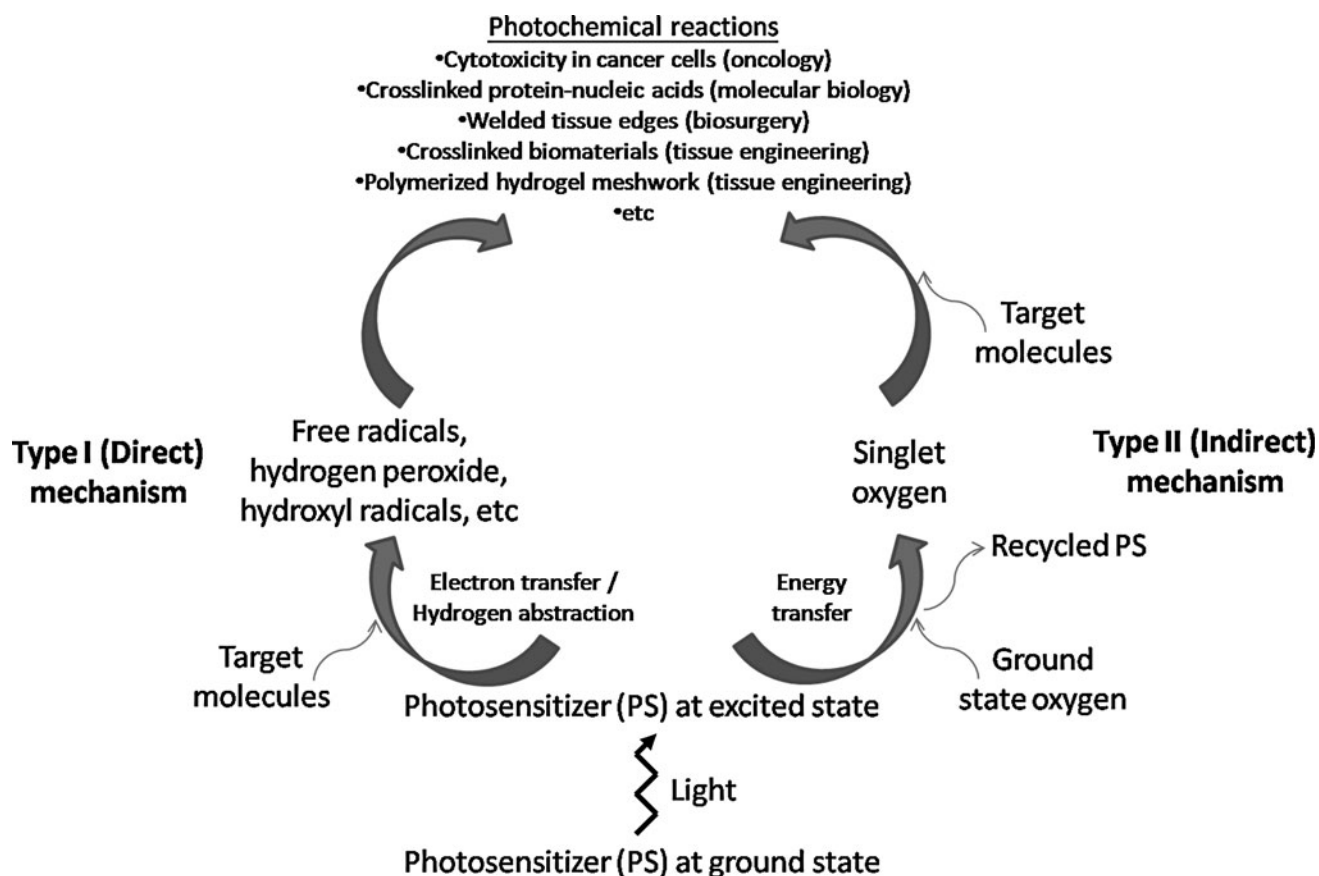 Photochemical reactions
•Cytotoxicity in cancer cells (oncology)
•Crosslinked protein-nucleic acids (molecular biology)
•Welded tissue edges (biosurgery)
•Crosslinked biomaterials (tissue engineering)
•Polymerized hydrogel meshwork (tissue engineering)
•etc
Target
molecules
Type I (Direct)
mechanism
Free radicals,
hydrogen peroxide,
hydroxyl radicals, etc
Singlet
oxygen
Type II (Indirect)
mechanism
Recycled PS
Electron transfer /
Hydrogen abstraction
Energy
transfer
Target
molecules
Ground
state oxygen
Photosensitizer (PS) at excited state
Light
Photosensitizer (PS) at ground state